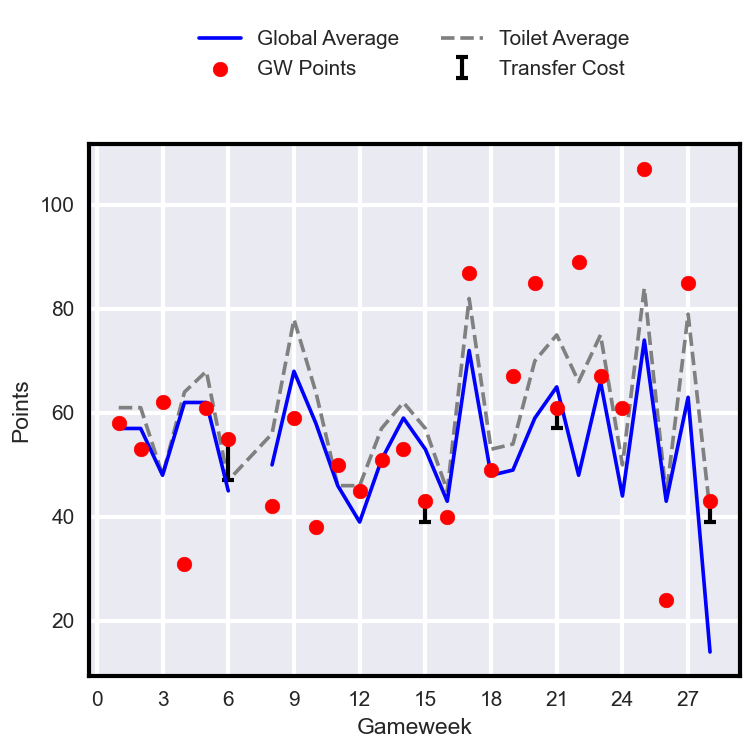 Global Average
Toilet Average
GW Points
Transfer Cost
100
80
60
40
20
Points
0 3 6 9 12 15 18 21 24 27
Gameweek